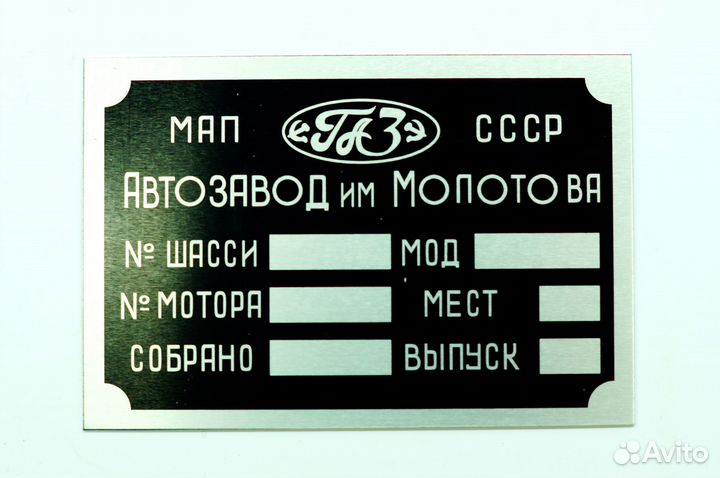 МАП ГАЗ СССР
АВТОЗАВОД ИМ МОЛОТОВА
№ ШАССИ МОД
№ МОТОРА МЕСТ
СОБРАНО ВЫПУСК
Avito